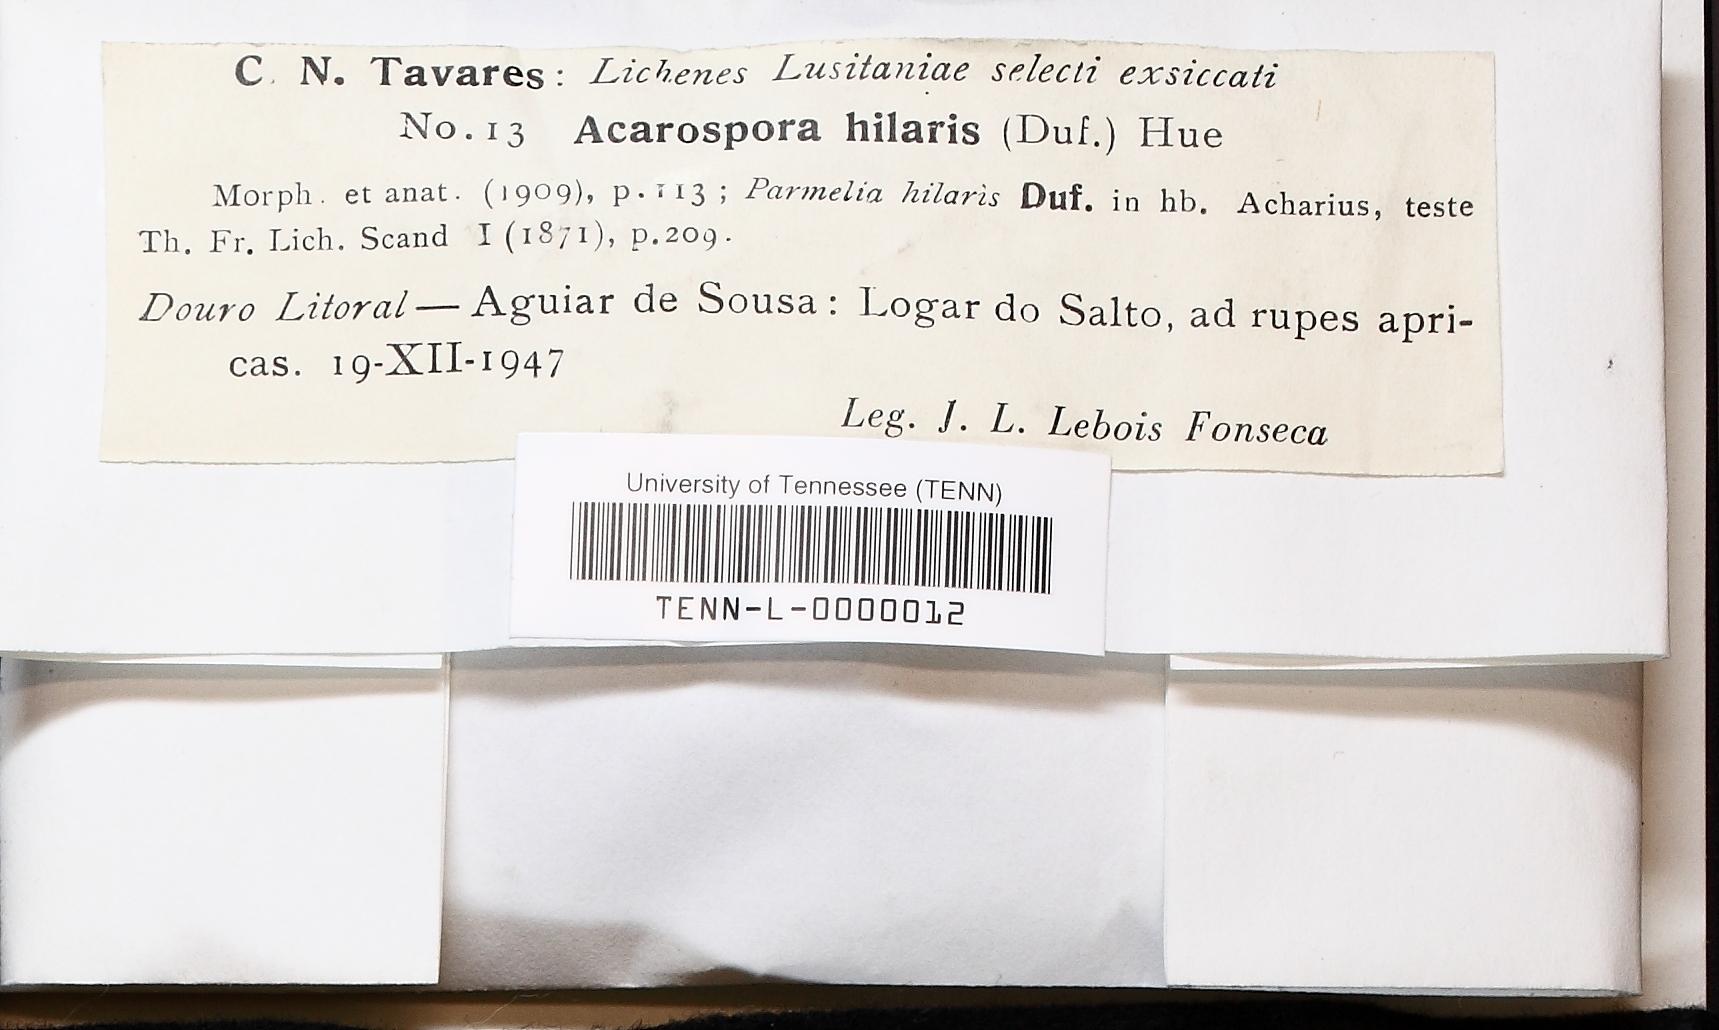 C. N. Tavares: Lichenes Lusitaniae selecti exsiccati
No. 13 Acarospora hilaris (Duf.) Hue
Morph. et anat. (1909), p. 113; Parmelia hilaris Duf. in hb. Acharius, teste
Th. Fr. Lich. Scand I (1871), p. 209.
Douro Litoral — Aguiar de Sousa: Logar do Salto, ad rupes apri-
cas. 19-XII-1947
Leg. J. L. Lebois Fonseca
University of Tennessee (TENN)
TENN-L-0000012